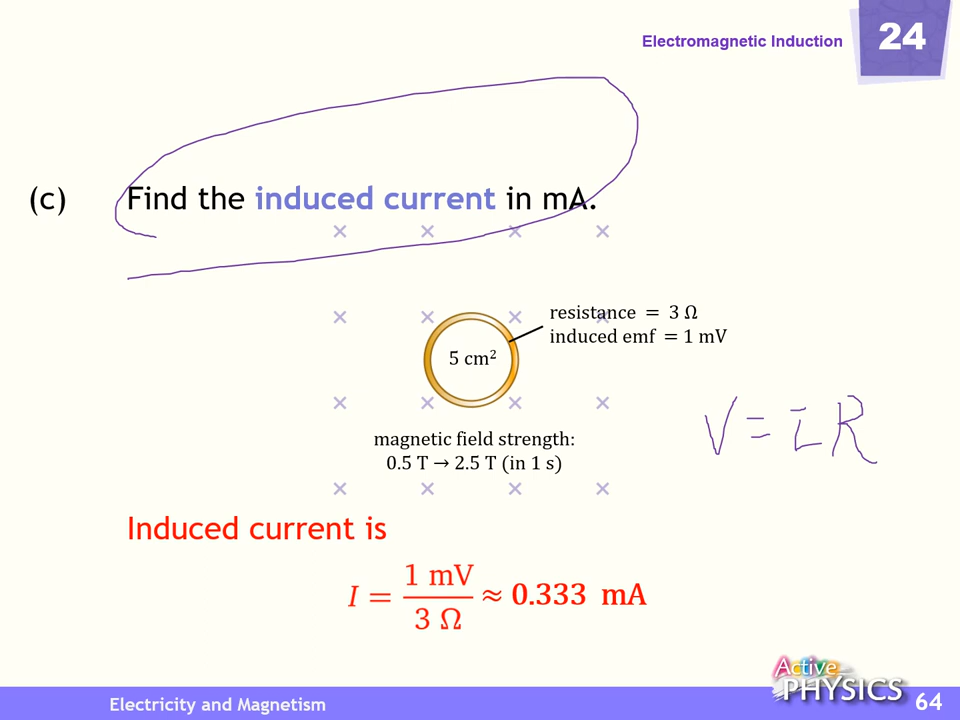 Electromagnetic Induction 24
(c) Find the induced current in mA.
resistance = 3 Ω
induced emf = 1 mV
5 cm²
magnetic field strength:
0.5 T → 2.5 T (in 1 s)
V = IR
Induced current is
I = 1 mV / 3 Ω ≈ 0.333 mA
Active
PHYSICS
Electricity and Magnetism 64